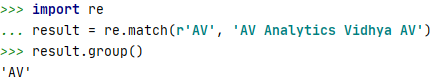 >>> import re
... result = re.match(r'AV', 'AV Analytics Vidhya AV')
>>> result.group()
'AV'